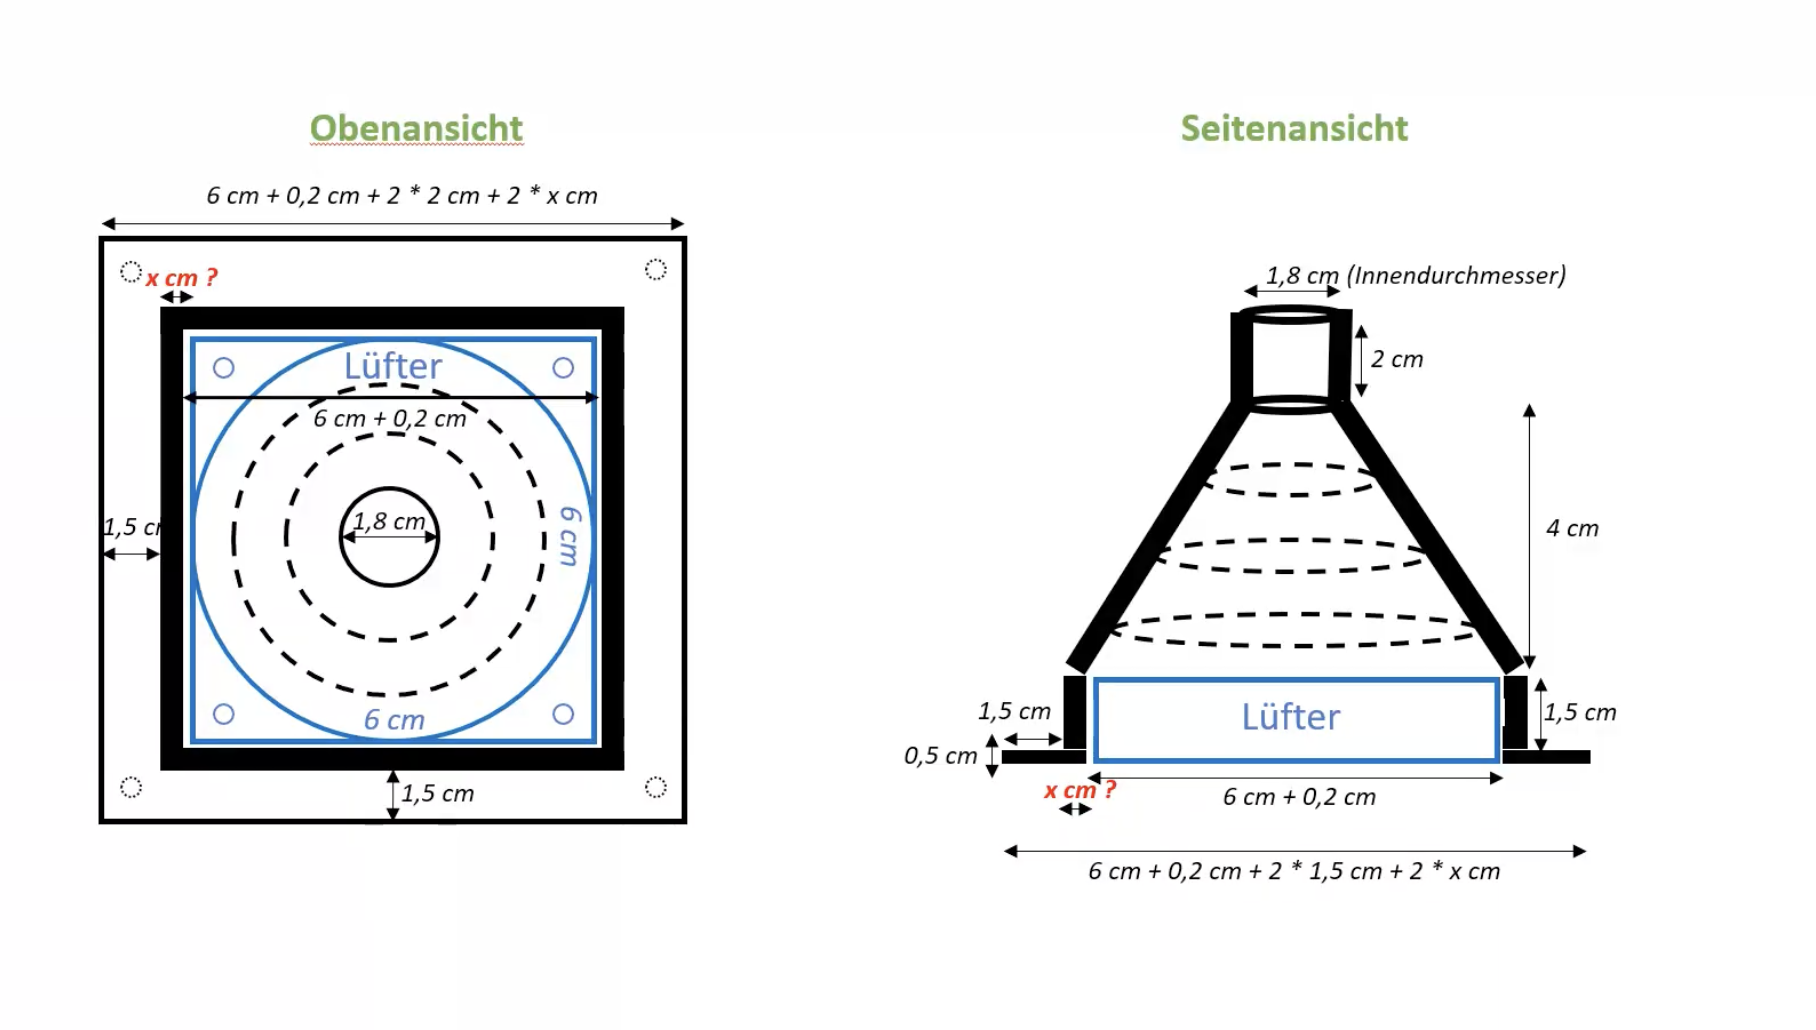 Obenansicht
6 cm + 0,2 cm + 2 * 2 cm + 2 * x cm
x cm ?
Lüfter
6 cm + 0,2 cm
1,8 cm
6 cm
1,5 cr
6 cm
1,5 cm
Seitenansicht
1,8 cm (Innendurchmesser)
2 cm
4 cm
1,5 cm
Lüfter
1,5 cm
0,5 cm
x cm ?
6 cm + 0,2 cm
6 cm + 0,2 cm + 2 * 1,5 cm + 2 * x cm